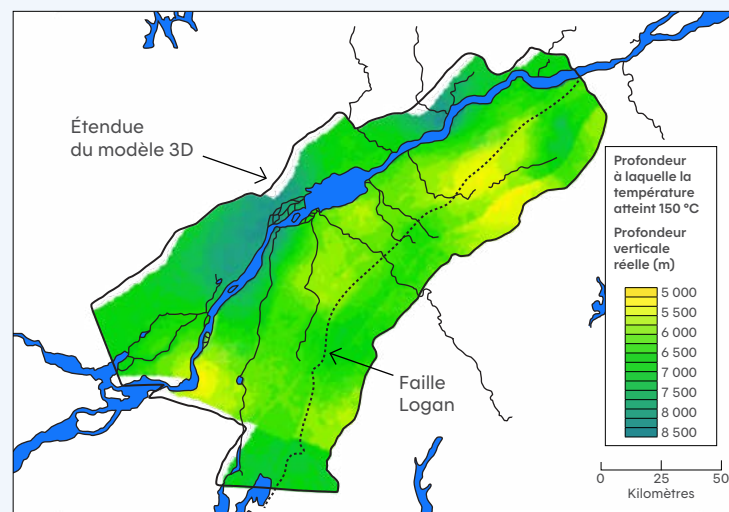 Étendue
du modèle 3D
Faille
Logan
Profondeur
à laquelle la
température
atteint 150 °C
Profondeur
verticale
réelle (m)
5 000
5 500
6 000
6 500
7 000
7 500
8 000
8 500
0 25 50
Kilomètres